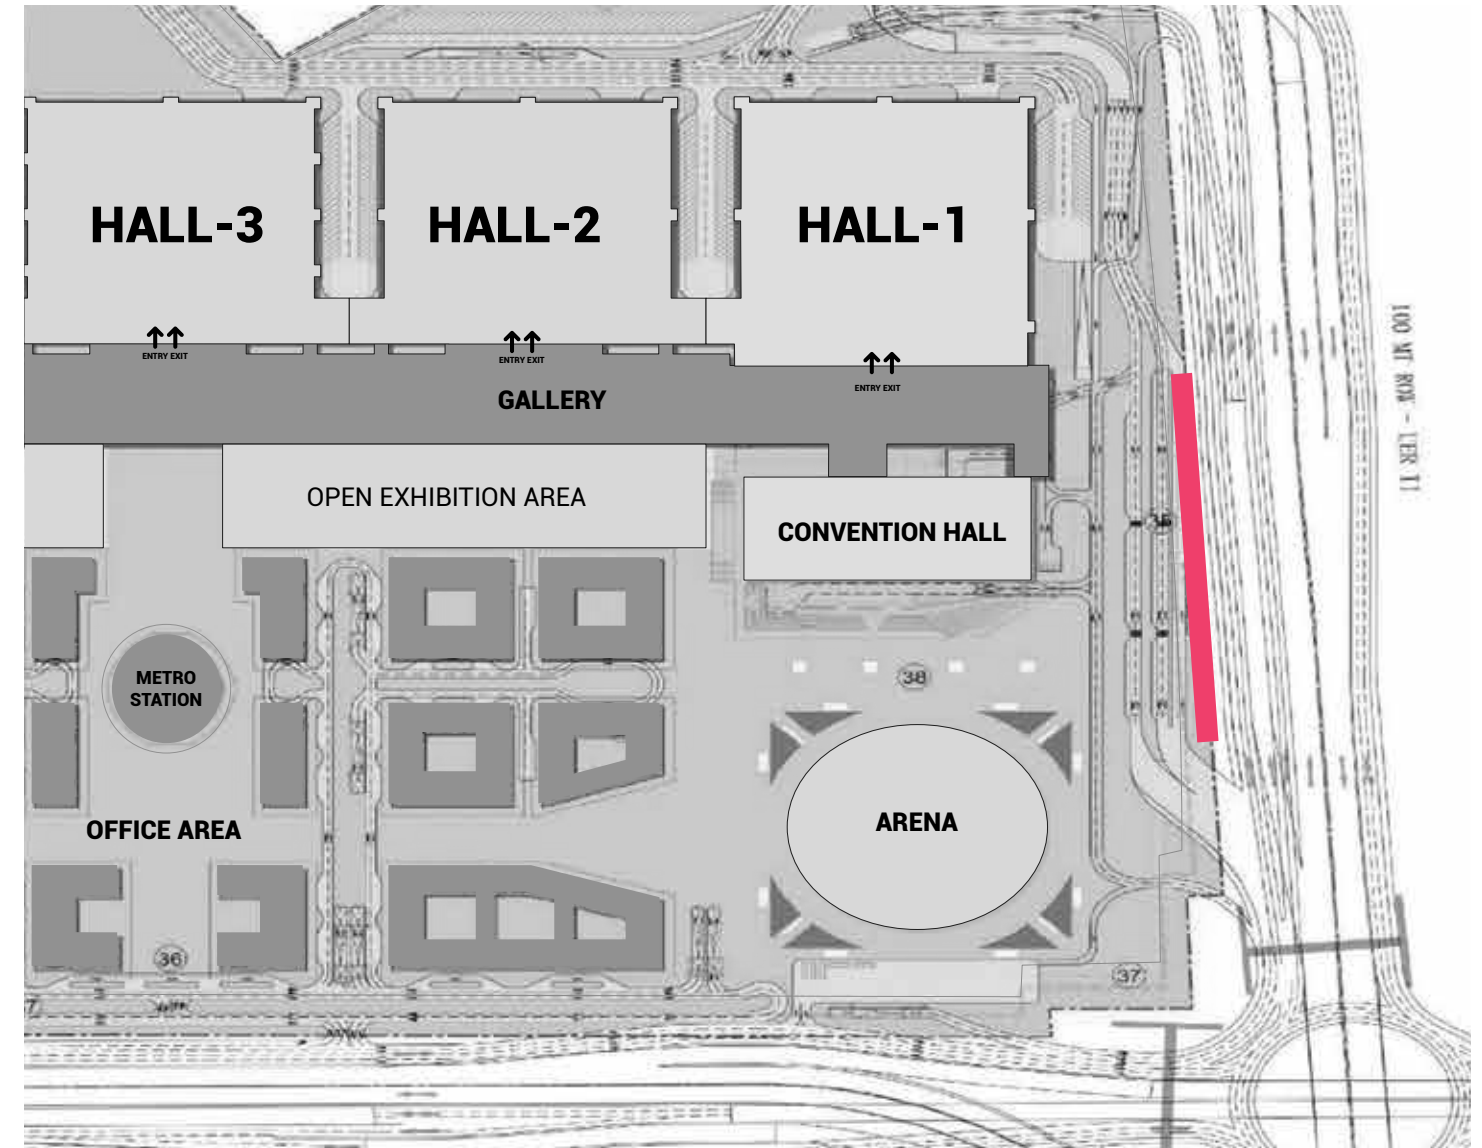 HALL-3
HALL-2
HALL-1
ENTRY EXIT
ENTRY EXIT
ENTRY EXIT
GALLERY
OPEN EXHIBITION AREA
CONVENTION HALL
METRO
STATION
38
ARENA
OFFICE AREA
36
37